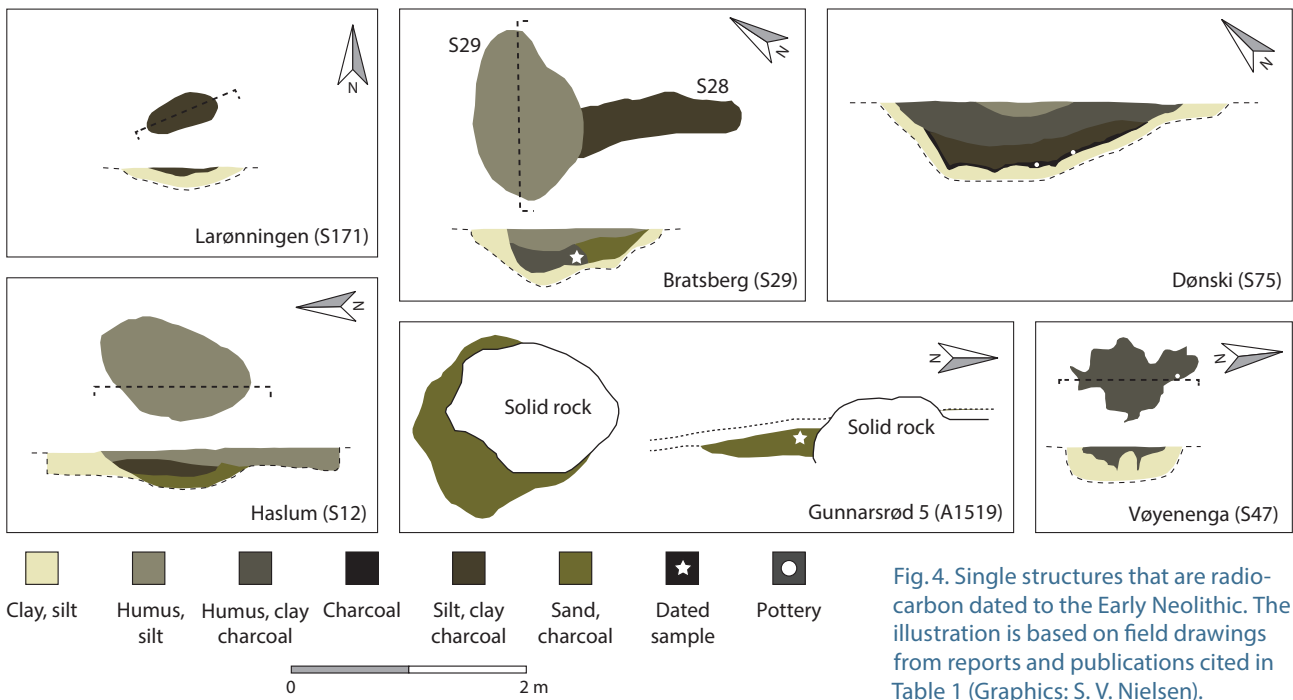 N
Larønningen (S171)
S29
S28
N
Bratsberg (S29)
N
Dønski (S75)
N
Haslum (S12)
Solid rock
N
Solid rock
Gunnarsrød 5 (A1519)
N
Vøyenenga (S47)
Clay, silt
Humus,
silt
Humus, clay
charcoal
Charcoal
Silt, clay
charcoal
Sand,
charcoal
Dated
sample
Pottery
0
2 m
Fig. 4. Single structures that are radio-
carbon dated to the Early Neolithic. The
illustration is based on field drawings
from reports and publications cited in
Table 1 (Graphics: S. V. Nielsen).